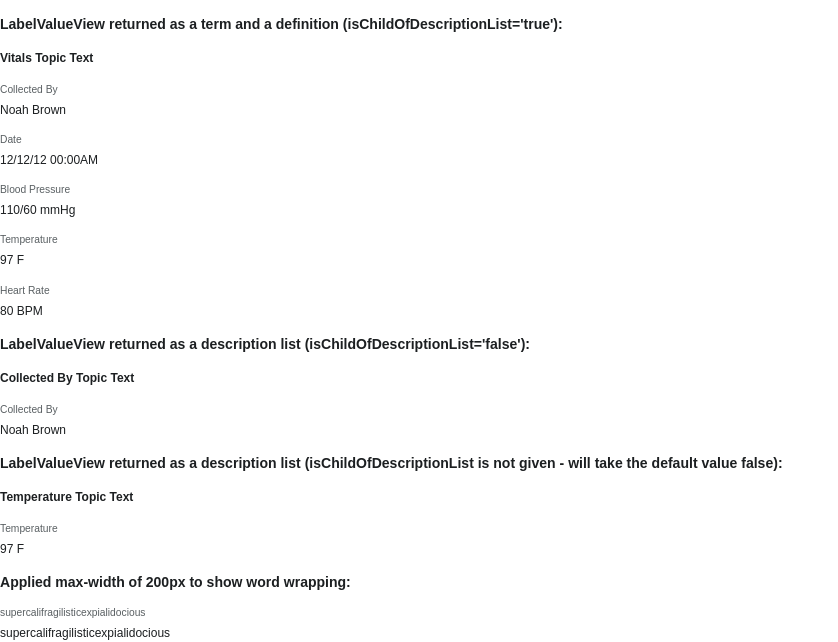 LabelValueView returned as a term and a definition (isChildOfDescriptionList='true'):
Vitals Topic Text
Collected By
Noah Brown
Date
12/12/12 00:00AM
Blood Pressure
110/60 mmHg
Temperature
97 F
Heart Rate
80 BPM
LabelValueView returned as a description list (isChildOfDescriptionList='false'):
Collected By Topic Text
Collected By
Noah Brown
LabelValueView returned as a description list (isChildOfDescriptionList is not given - will take the default value false):
Temperature Topic Text
Temperature
97 F
Applied max-width of 200px to show word wrapping:
supercalifragilisticexpialidocious
supercalifragilisticexpialidocious